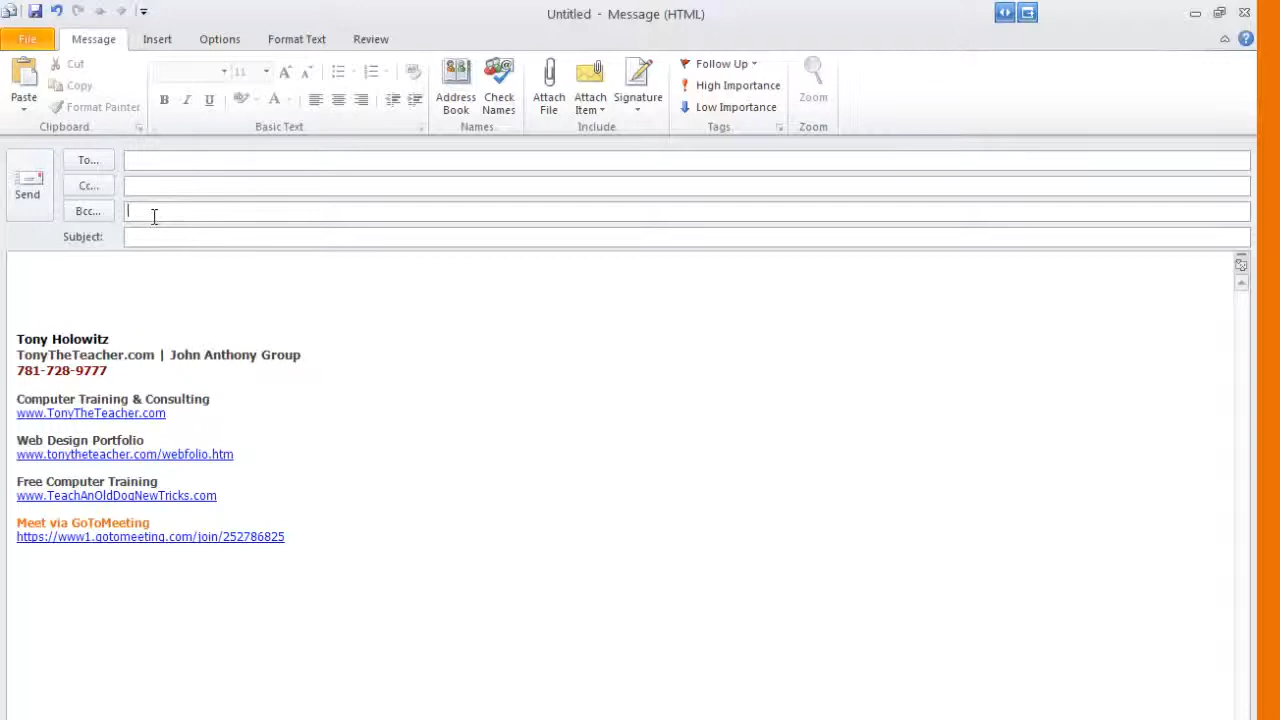 Untitled - Message (HTML)
File Message Insert Options Format Text Review
Paste
Cut
Copy
Format Painter
Clipboard
11
B I U A
Basic Text
Address Book
Check Names
Names
Attach File
Attach Item
Signature
Include
Follow Up
High Importance
Low Importance
Tags
Zoom
Zoom
Send
To...
Cc...
Bcc...
Subject:
Tony Holowitz
TonyTheTeacher.com | John Anthony Group
781-728-9777
Computer Training & Consulting
www.TonyTheTeacher.com
Web Design Portfolio
www.tonytheteacher.com/webfolio.htm
Free Computer Training
www.TeachAnOldDogNewTricks.com
Meet via GoToMeeting
https://www1.gotomeeting.com/join/252786825